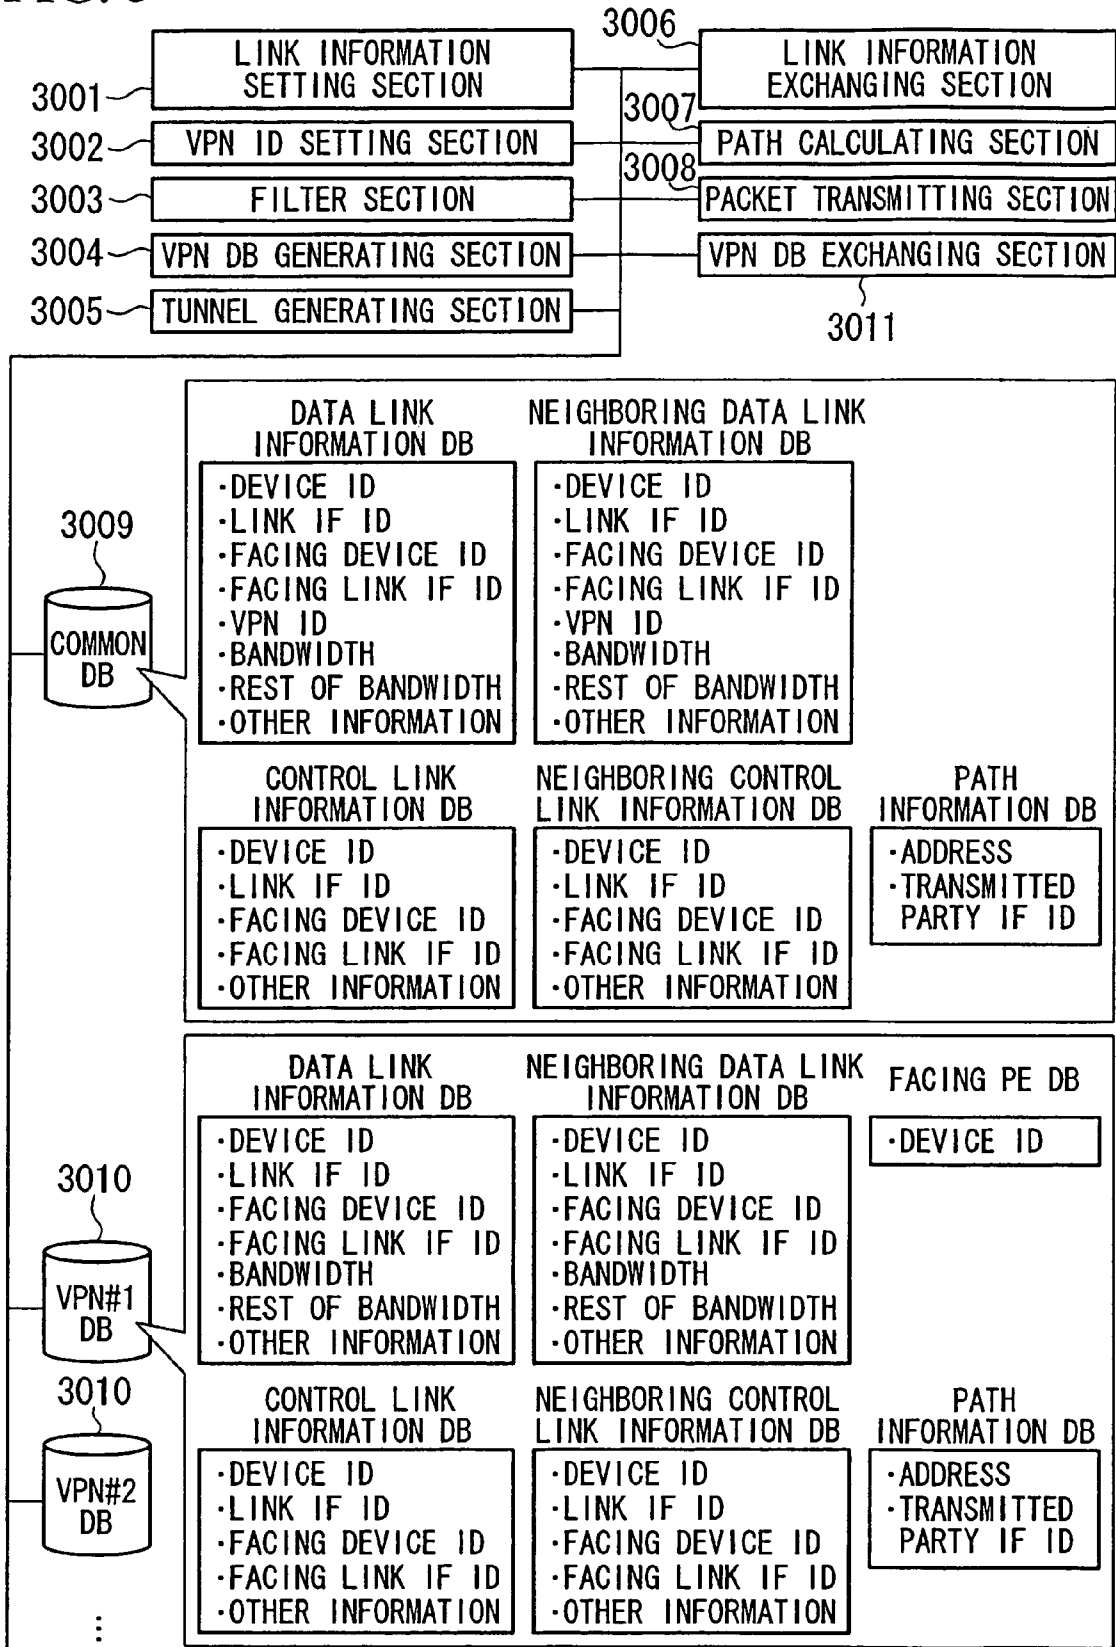 3006
LINK INFORMATION
SETTING SECTION
LINK INFORMATION
EXCHANGING SECTION
3001
3007
3002
VPN ID SETTING SECTION
PATH CALCULATING SECTION
3008
3003
FILTER SECTION
PACKET TRANSMITTING SECTION
3004
VPN DB GENERATING SECTION
VPN DB EXCHANGING SECTION
3005
TUNNEL GENERATING SECTION
3011
3009
COMMON
DB
DATA LINK
INFORMATION DB
·DEVICE ID
·LINK IF ID
·FACING DEVICE ID
·FACING LINK IF ID
·VPN ID
·BANDWIDTH
·REST OF BANDWIDTH
·OTHER INFORMATION
NEIGHBORING DATA LINK
INFORMATION DB
·DEVICE ID
·LINK IF ID
·FACING DEVICE ID
·FACING LINK IF ID
·VPN ID
·BANDWIDTH
·REST OF BANDWIDTH
·OTHER INFORMATION
CONTROL LINK
INFORMATION DB
·DEVICE ID
·LINK IF ID
·FACING DEVICE ID
·FACING LINK IF ID
·OTHER INFORMATION
NEIGHBORING CONTROL
LINK INFORMATION DB
·DEVICE ID
·LINK IF ID
·FACING DEVICE ID
·FACING LINK IF ID
·OTHER INFORMATION
PATH
INFORMATION DB
·ADDRESS
·TRANSMITTED
PARTY IF ID
3010
VPN#1
DB
DATA LINK
INFORMATION DB
·DEVICE ID
·LINK IF ID
·FACING DEVICE ID
·FACING LINK IF ID
·BANDWIDTH
·REST OF BANDWIDTH
·OTHER INFORMATION
NEIGHBORING DATA LINK
INFORMATION DB
·DEVICE ID
·LINK IF ID
·FACING DEVICE ID
·FACING LINK IF ID
·BANDWIDTH
·REST OF BANDWIDTH
·OTHER INFORMATION
FACING PE DB
·DEVICE ID
3010
VPN#2
DB
CONTROL LINK
INFORMATION DB
·DEVICE ID
·LINK IF ID
·FACING DEVICE ID
·FACING LINK IF ID
·OTHER INFORMATION
NEIGHBORING CONTROL
LINK INFORMATION DB
·DEVICE ID
·LINK IF ID
·FACING DEVICE ID
·FACING LINK IF ID
·OTHER INFORMATION
PATH
INFORMATION DB
·ADDRESS
·TRANSMITTED
PARTY IF ID
⋮